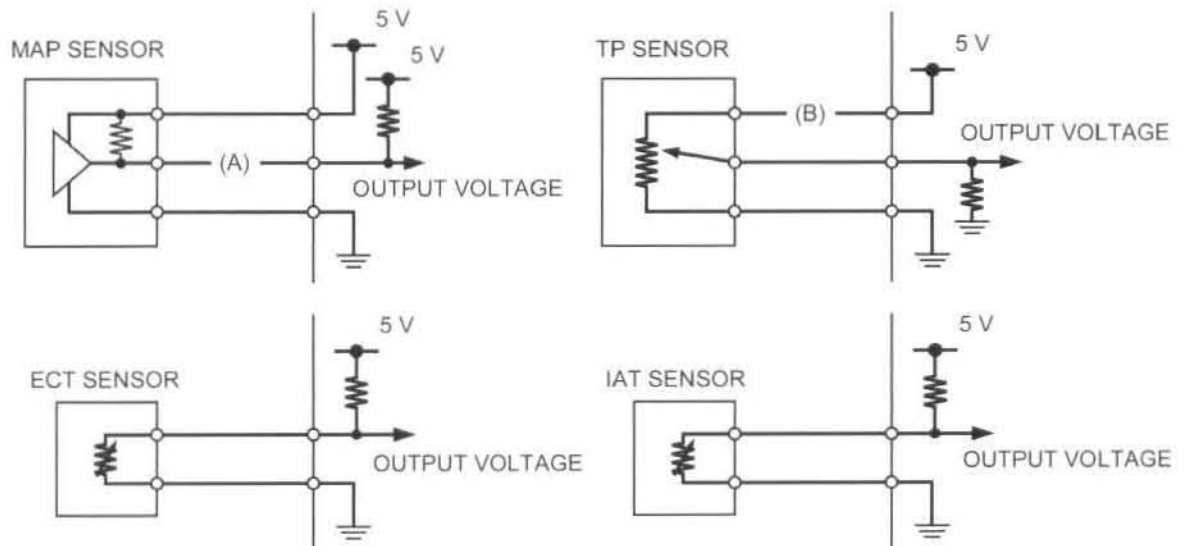 MAP SENSOR
5 V
5 V
(A)
OUTPUT VOLTAGE
TP SENSOR
5 V
(B)
OUTPUT VOLTAGE
ECT SENSOR
5 V
OUTPUT VOLTAGE
IAT SENSOR
5 V
OUTPUT VOLTAGE